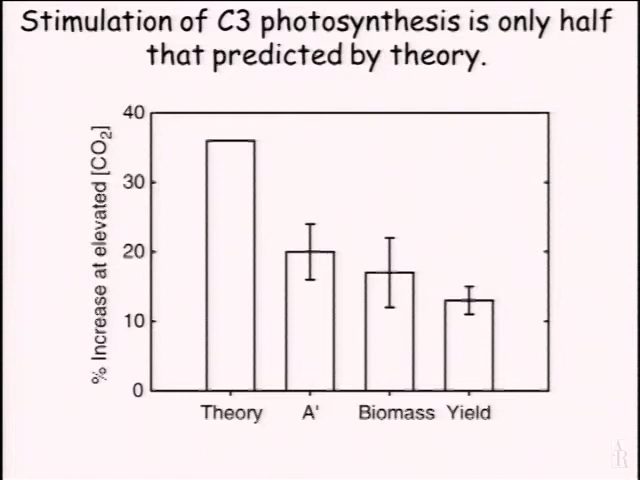 Stimulation of C3 photosynthesis is only half
that predicted by theory.
% Increase at elevated [CO₂]
40
30
20
10
0
Theory A' Biomass Yield